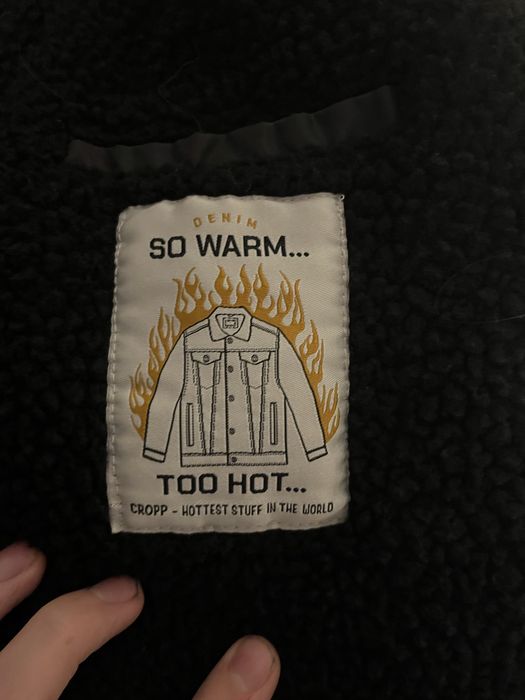 DENIM
SO WARM...
TOO HOT...
CROPP - HOTTEST STUFF IN THE WORLD